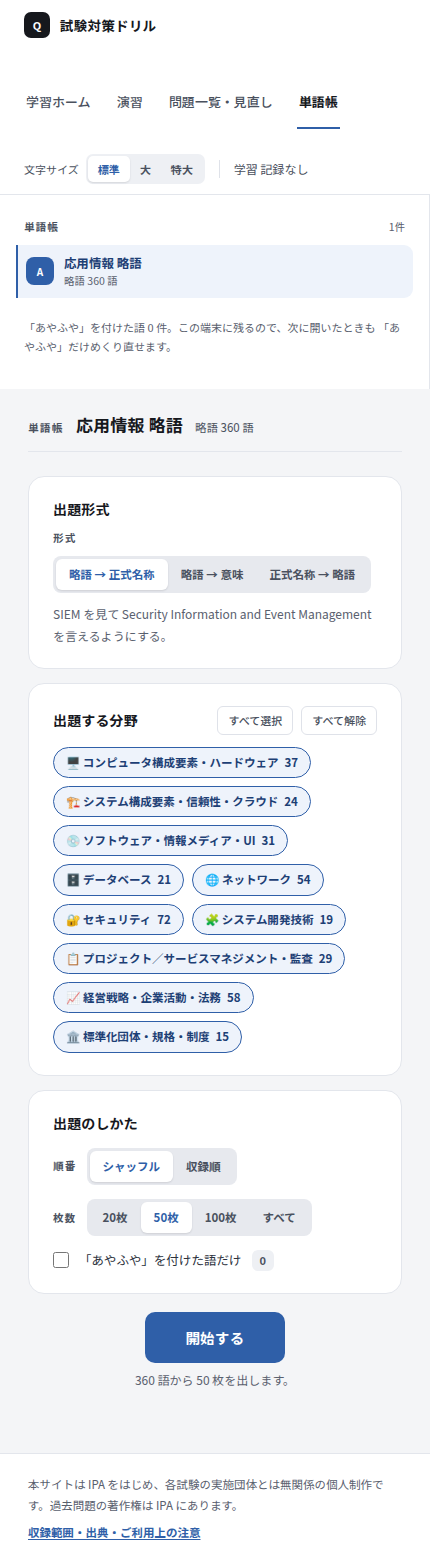 Q 試験対策ドリル
学習ホーム 演習 問題一覧・見直し 単語帳
文字サイズ 標準 大 特大 学習 記録なし
単語帳 1件
A 応用情報 略語
略語 360 語
「あやふや」を付けた語 0 件。この端末に残るので、次に開いたときも 「あ
やふや」だけめくり直せます。
単語帳 応用情報 略語 略語 360 語
出題形式
形式
略語 → 正式名称 略語 → 意味 正式名称 → 略語
SIEM を見て Security Information and Event Management
を言えるようにする。
出題する分野 すべて選択 すべて解除
コンピュータ構成要素・ハードウェア 37
システム構成要素・信頼性・クラウド 24
ソフトウェア・情報メディア・UI 31
データベース 21 ネットワーク 54
セキュリティ 72 システム開発技術 19
プロジェクト／サービスマネジメント・監査 29
経営戦略・企業活動・法務 58
標準化団体・規格・制度 15
出題のしかた
順番 シャッフル 収録順
枚数 20枚 50枚 100枚 すべて
「あやふや」を付けた語だけ 0
開始する
360 語から 50 枚を出します。
本サイトは IPA をはじめ、各試験の実施団体とは無関係の個人制作で
す。過去問題の著作権は IPA にあります。
収録範囲・出典・ご利用上の注意